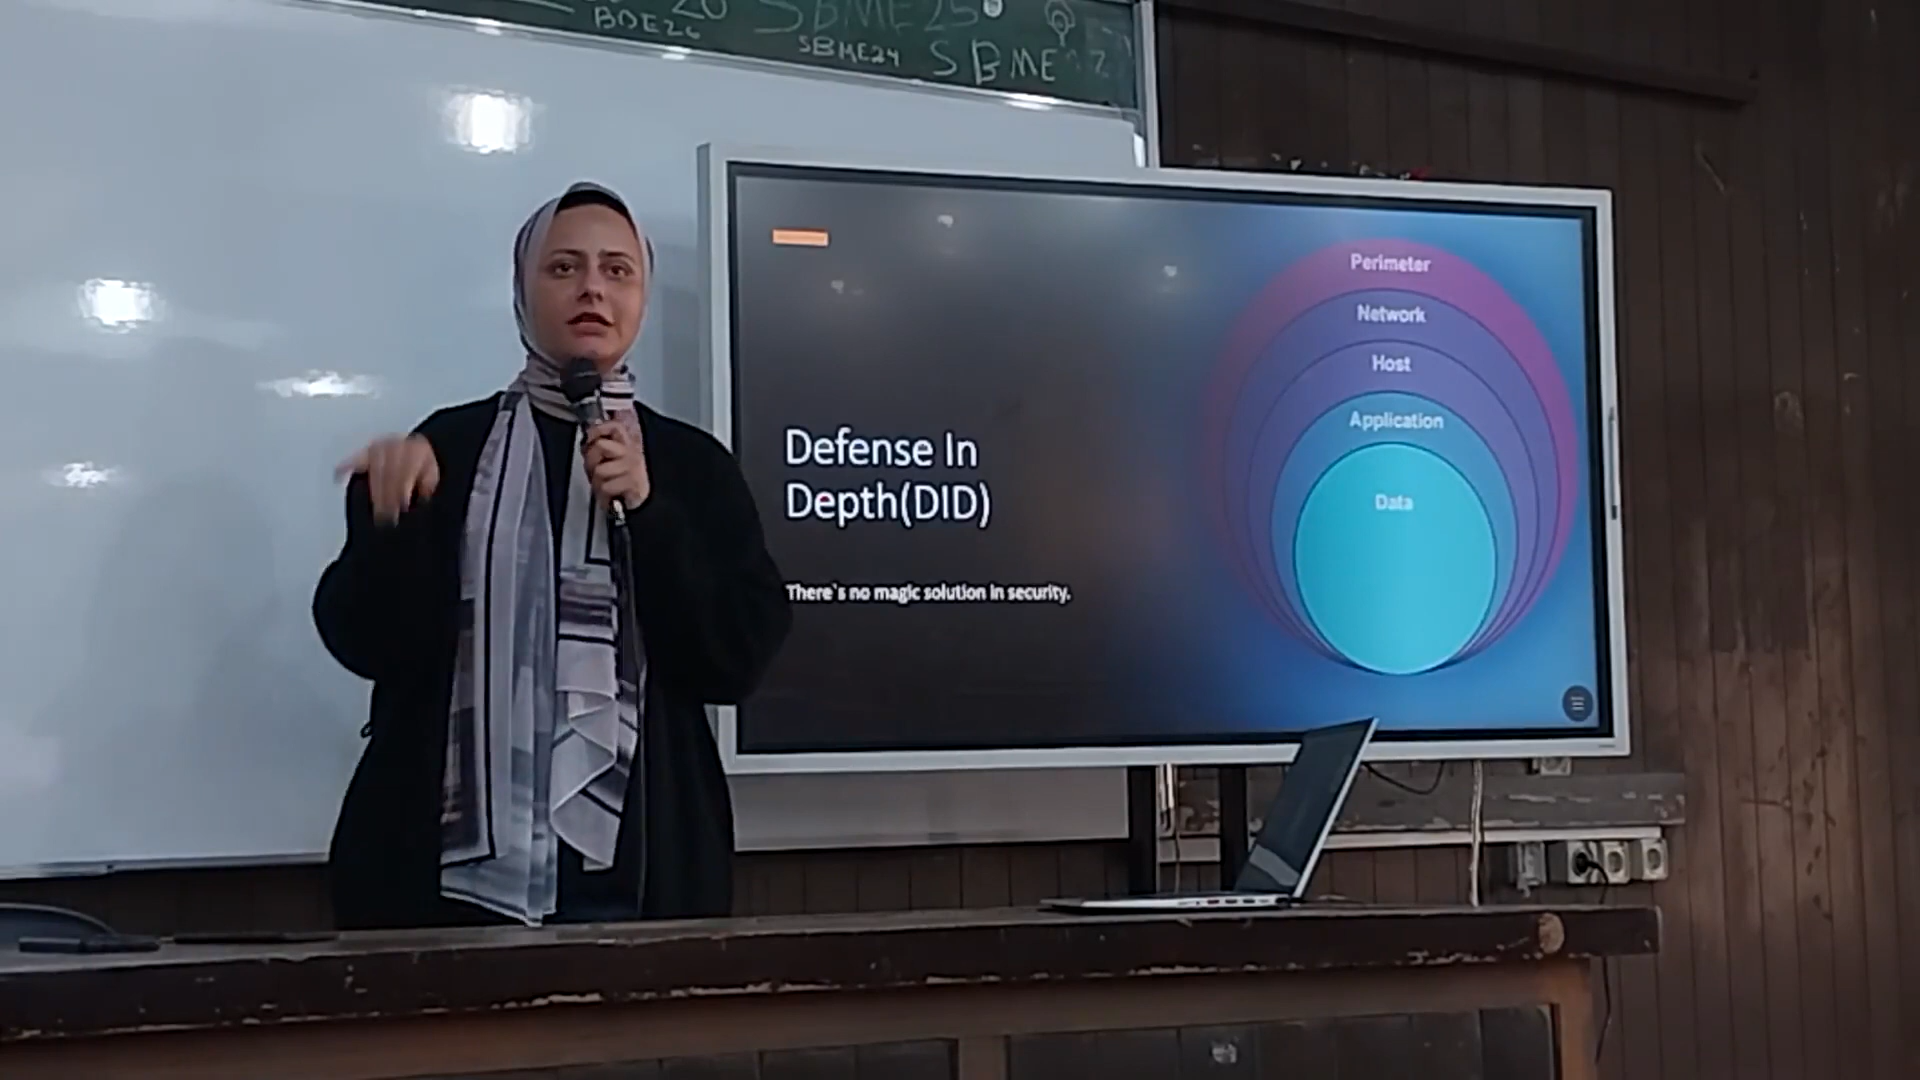 BDE26
SBME25
SBME24
SBME
Defense In
Depth(DID)
There`s no magic solution in security.
Perimeter
Network
Host
Application
Data